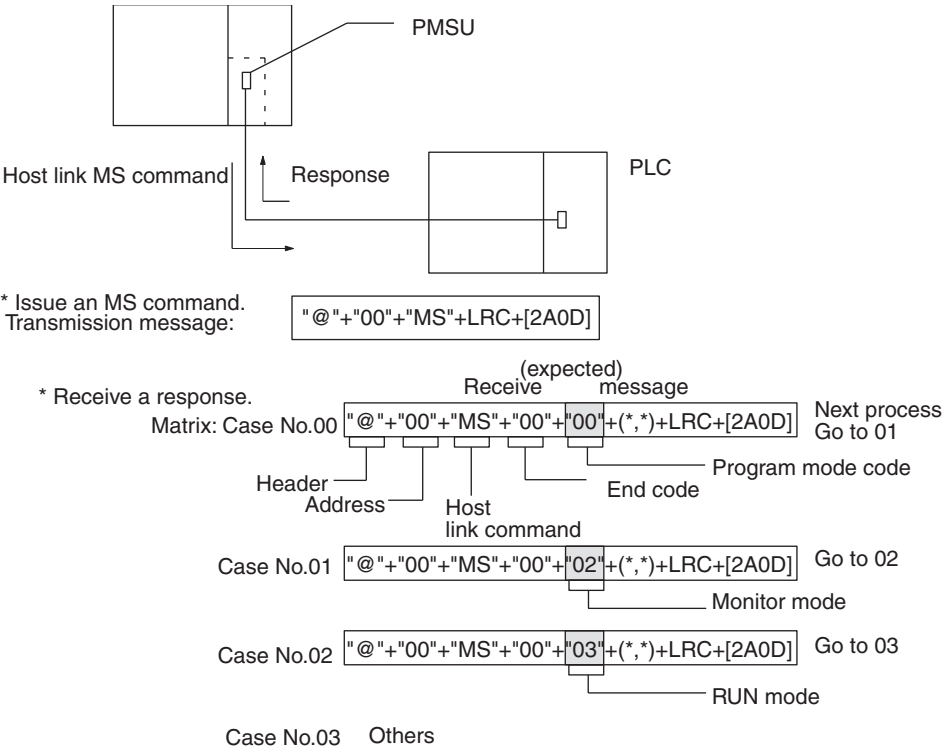 PMSU
Host link MS command
Response
PLC
* Issue an MS command.
Transmission message:
"@"+"00"+"MS"+LRC+[2A0D]
(expected)
* Receive a response.
Receive message
Matrix: Case No.00 "@"+"00"+"MS"+"00"+"00"+(*,*)+LRC+[2A0D] Next process
Go to 01
Program mode code
Header
End code
Address
Host
link command
Case No.01 "@"+"00"+"MS"+"00"+"02"+(*,*)+LRC+[2A0D] Go to 02
Monitor mode
Case No.02 "@"+"00"+"MS"+"00"+"03"+(*,*)+LRC+[2A0D] Go to 03
RUN mode
Case No.03 Others